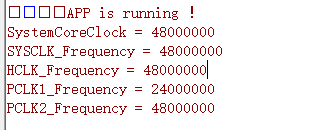 APP is running !
SystemCoreClock = 48000000
SYSCLK_Frequency = 48000000
HCLK_Frequency = 48000000
PCLK1_Frequency = 24000000
PCLK2_Frequency = 48000000